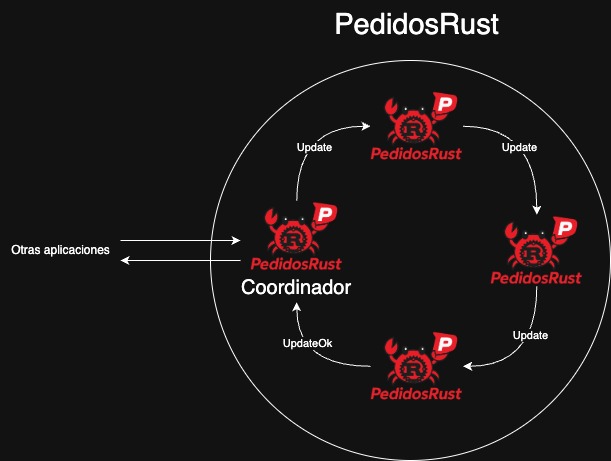 PedidosRust
P
R
PedidosRust
Update
Update
P
R
PedidosRust
Coordinador
Otras aplicaciones
P
R
PedidosRust
UpdateOk
Update
P
R
PedidosRust